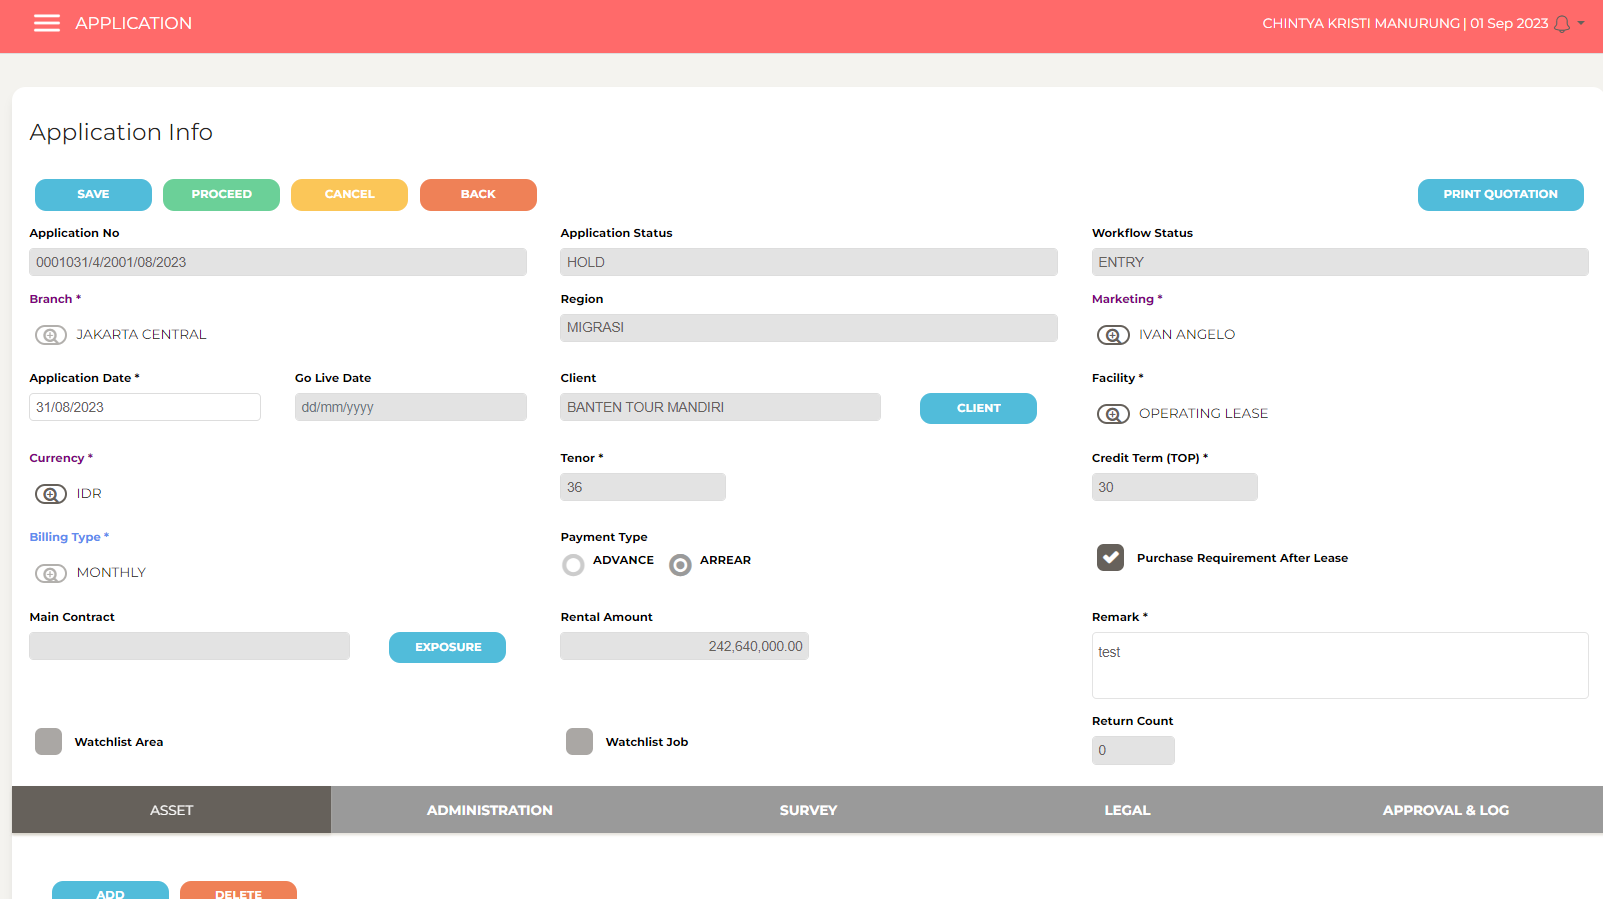 APPLICATION
CHINTYA KRISTI MANURUNG | 01 Sep 2023
Application Info
SAVE PROCEED CANCEL BACK PRINT QUOTATION
Application No Application Status Workflow Status
0001031/4/2001/08/2023 HOLD ENTRY
Branch * Region Marketing *
JAKARTA CENTRAL MIGRASI IVAN ANGELO
Application Date * Go Live Date Client Facility *
31/08/2023 dd/mm/yyyy BANTEN TOUR MANDIRI CLIENT OPERATING LEASE
Currency * Tenor * Credit Term (TOP) *
IDR 36 30
Billing Type * Payment Type
MONTHLY ADVANCE ARREAR Purchase Requirement After Lease
Main Contract Rental Amount Remark *
EXPOSURE 242,640,000.00 test
Return Count
Watchlist Area Watchlist Job 0
ASSET ADMINISTRATION SURVEY LEGAL APPROVAL & LOG
ADD DELETE